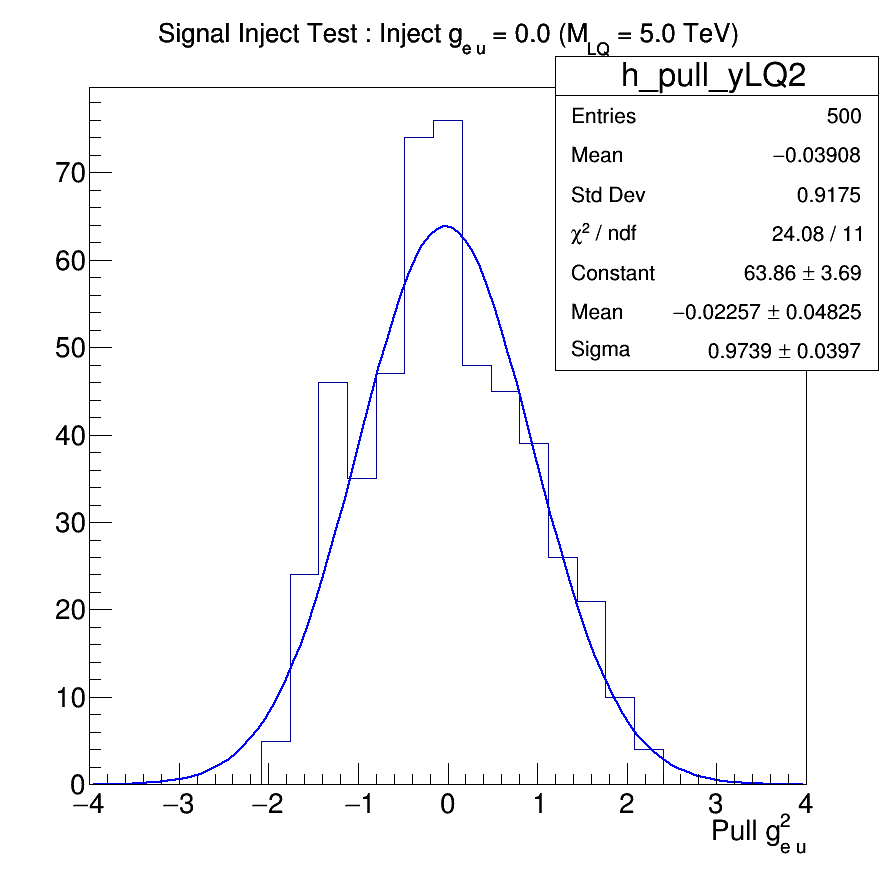 Signal Inject Test : Inject g_{e u} = 0.0 (M_{LQ} = 5.0 TeV)
h_pull_yLQ2
Entries 500
Mean −0.03908
Std Dev 0.9175
χ² / ndf 24.08 / 11
Constant 63.86 ± 3.69
Mean −0.02257 ± 0.04825
Sigma 0.9739 ± 0.0397
70
60
50
40
30
20
10
0
−4 −3 −2 −1 0 1 2 3 4
Pull g²_{e u}